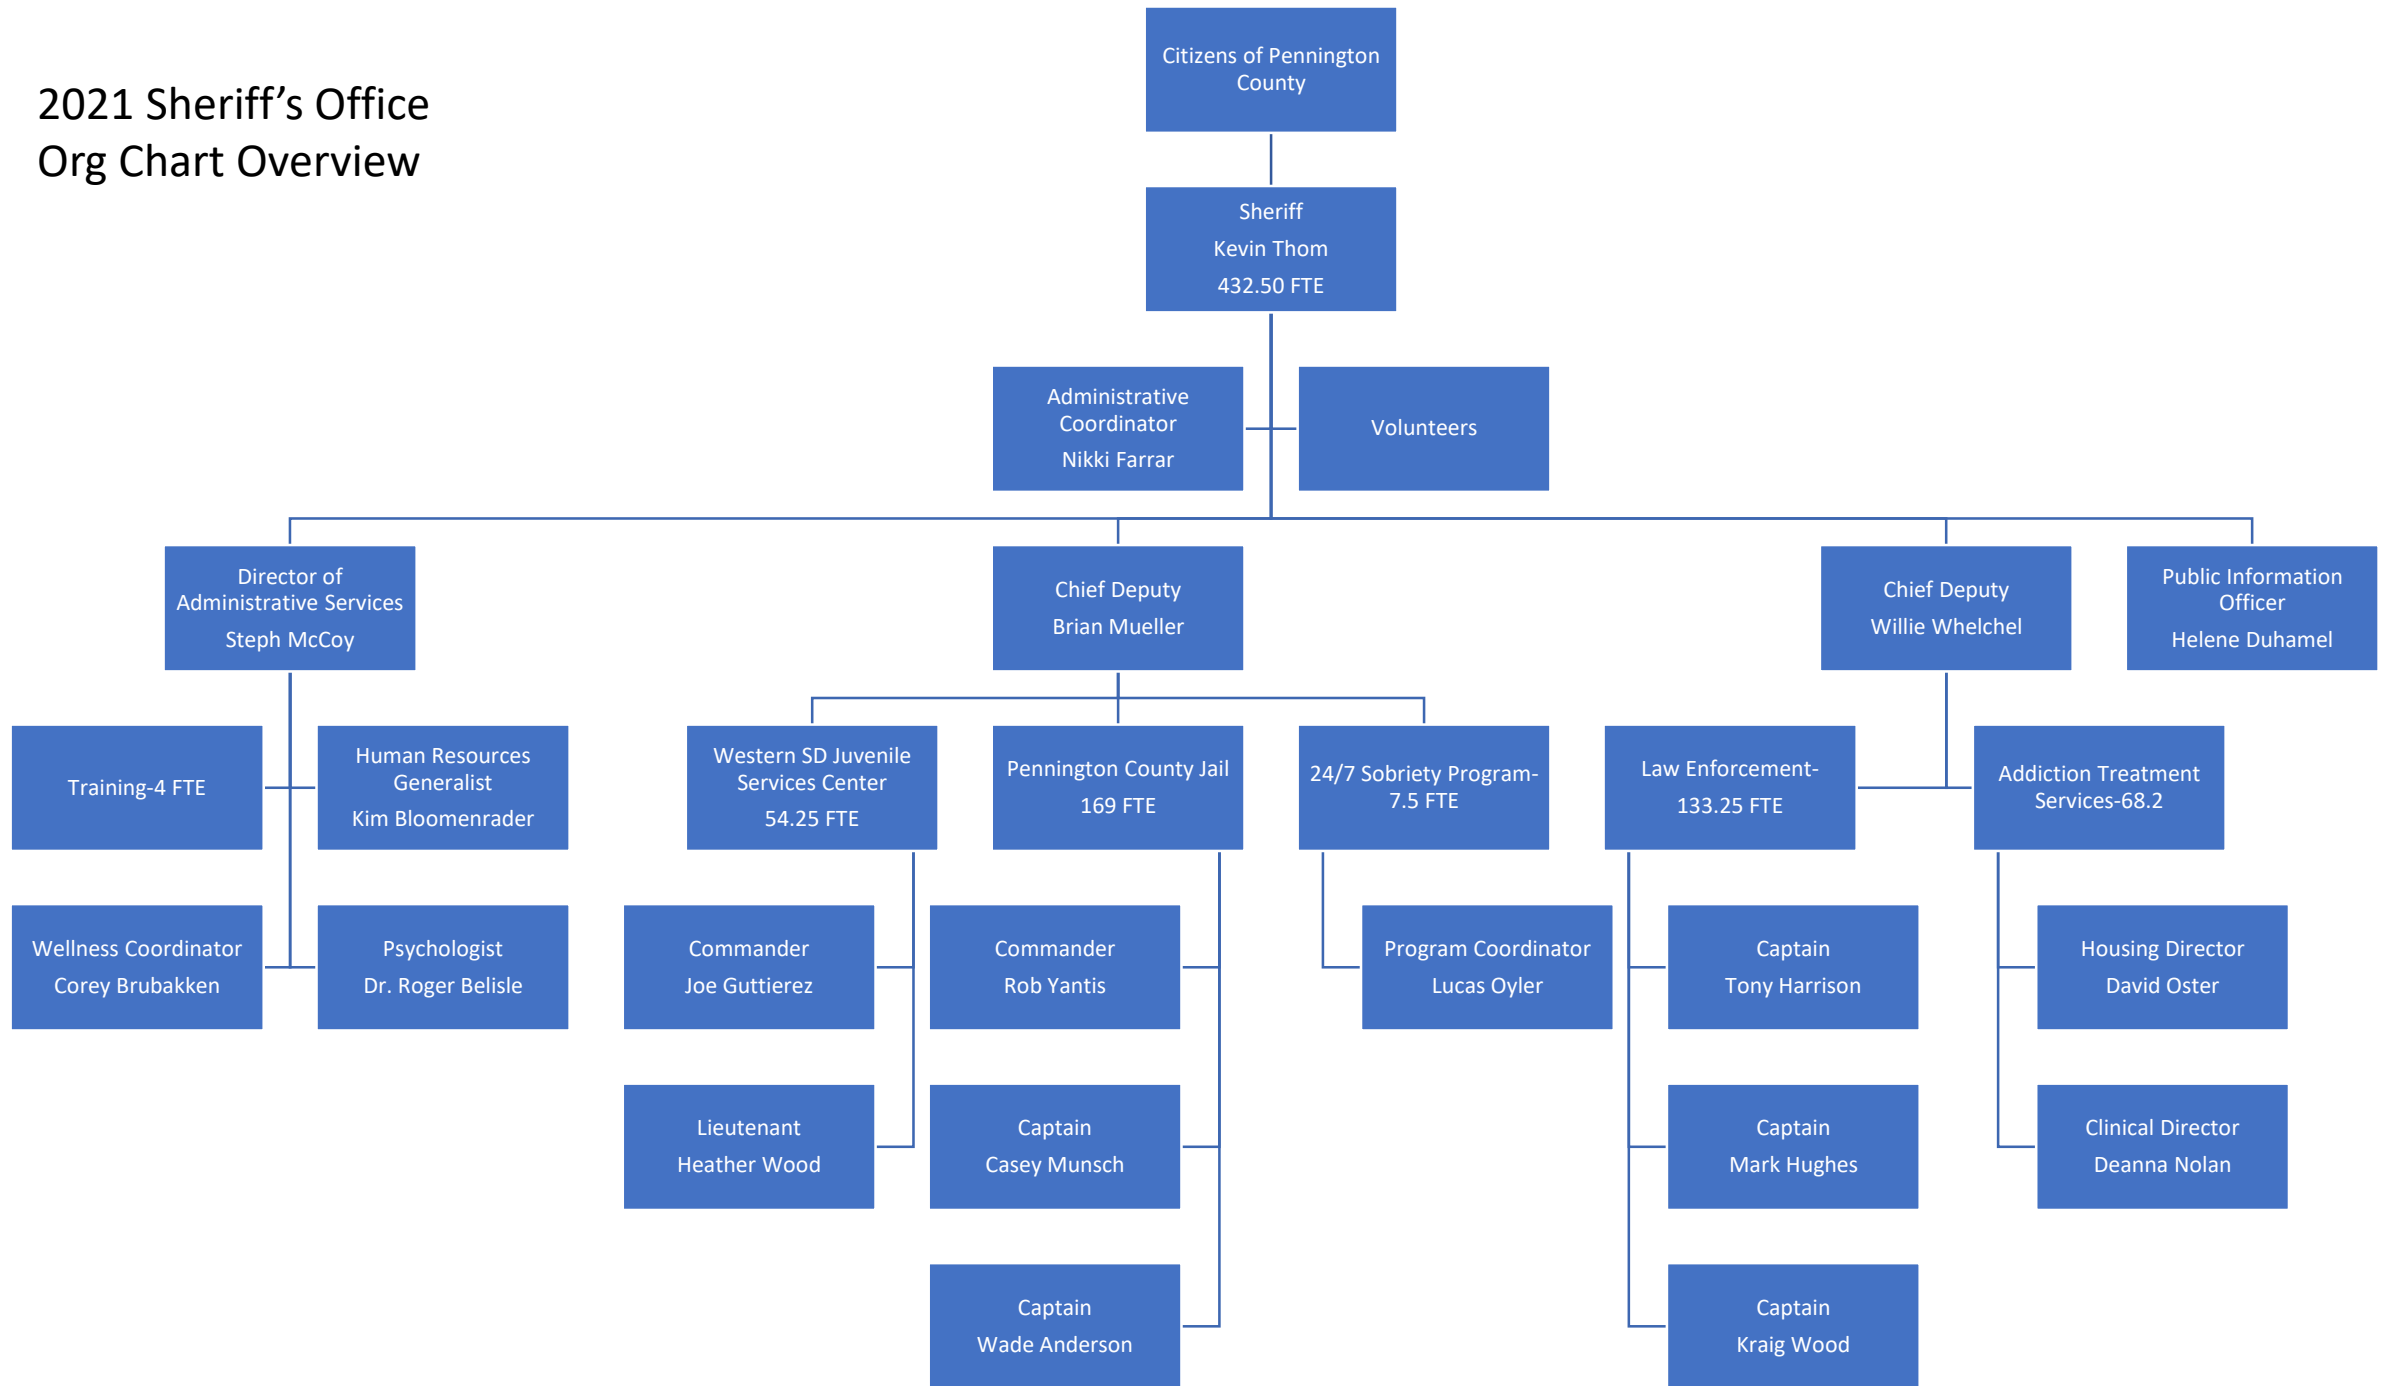 2021 Sheriff’s Office
Org Chart Overview
Citizens of Pennington
County
Sheriff
Kevin Thom
432.50 FTE
Administrative
Coordinator
Nikki Farrar
Volunteers
Director of
Administrative Services
Steph McCoy
Chief Deputy
Brian Mueller
Chief Deputy
Willie Whelchel
Public Information
Officer
Helene Duhamel
Training-4 FTE
Human Resources
Generalist
Kim Bloomenrader
Western SD Juvenile
Services Center
54.25 FTE
Pennington County Jail
169 FTE
24/7 Sobriety Program-
7.5 FTE
Law Enforcement-
133.25 FTE
Addiction Treatment
Services-68.2
Wellness Coordinator
Corey Brubakken
Psychologist
Dr. Roger Belisle
Commander
Joe Guttierez
Commander
Rob Yantis
Program Coordinator
Lucas Oyler
Captain
Tony Harrison
Housing Director
David Oster
Lieutenant
Heather Wood
Captain
Casey Munsch
Captain
Mark Hughes
Clinical Director
Deanna Nolan
Captain
Wade Anderson
Captain
Kraig Wood